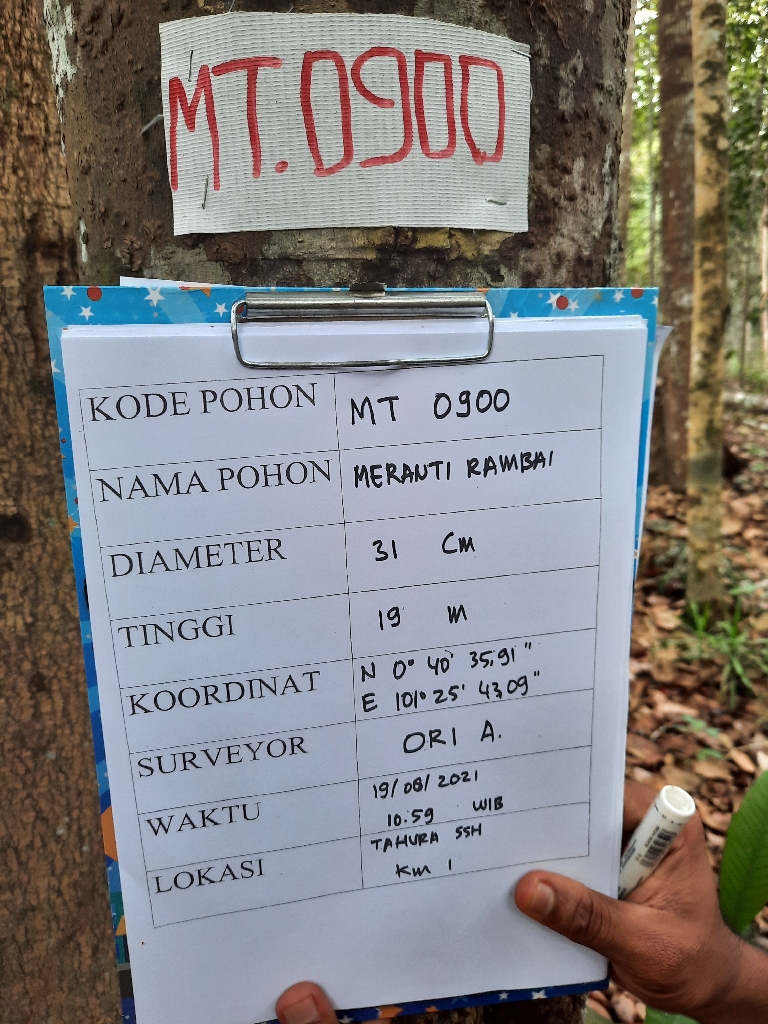 MT.0900
KODE POHON MT 0900
NAMA POHON MERANTI RAMBAI
DIAMETER 31 Cm
TINGGI 19 m
KOORDINAT N 0° 40' 35,91"
E 101° 25' 43,09"
SURVEYOR ORI A.
WAKTU 19/08/2021
10.59 WIB
LOKASI TAHURA SSH
Km 1